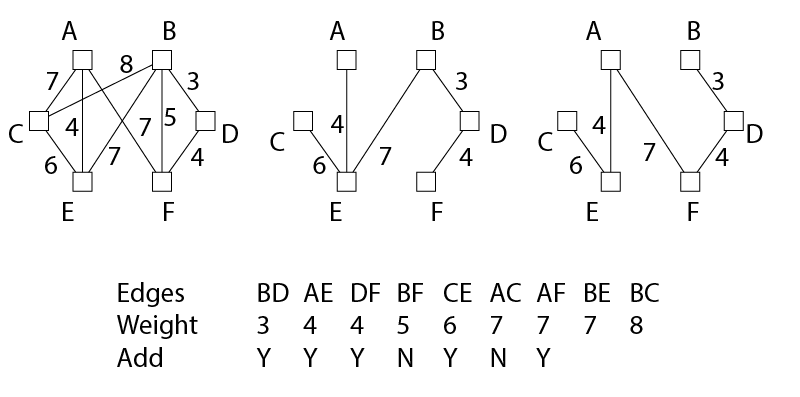 A B A B A B
8
7 3 3 3
C 4 7 5 D C 4 D C 4 D
6 7 4 6 7 4 6 7 4
E F E F E F
Edges BD AE DF BF CE AC AF BE BC
Weight 3 4 4 5 6 7 7 7 8
Add Y Y Y N Y N Y